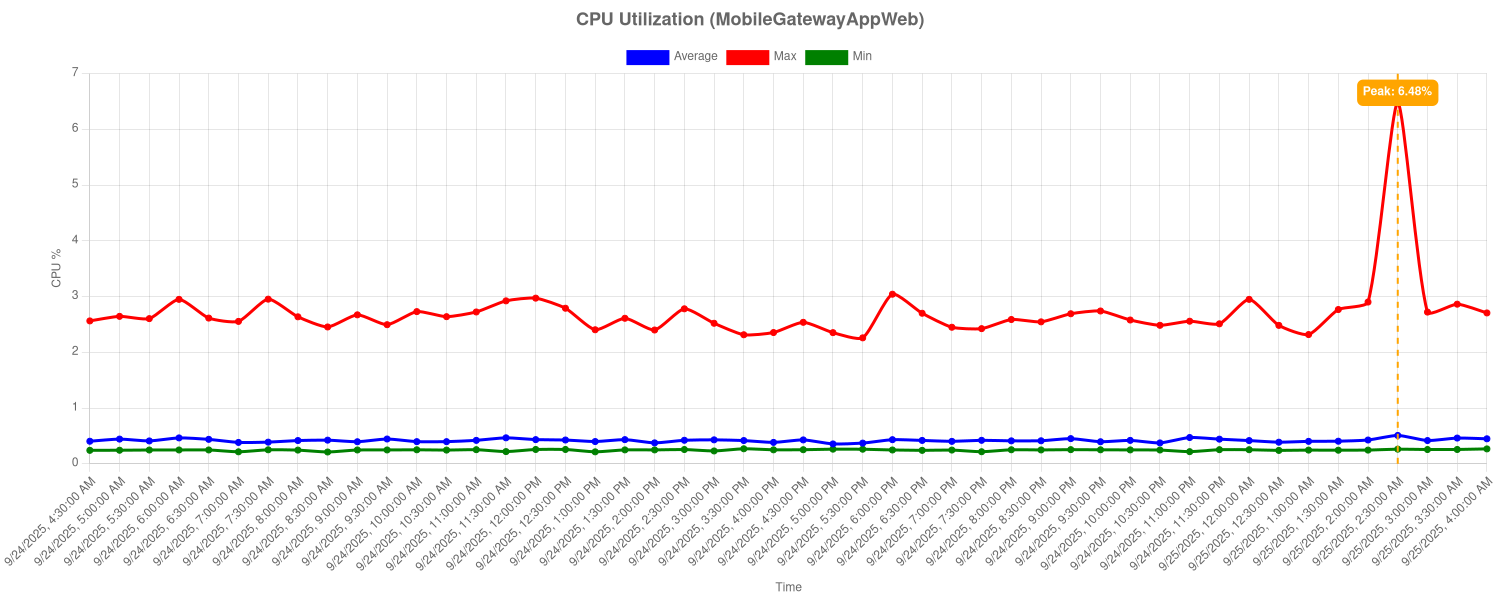 CPU Utilization (MobileGatewayAppWeb)
Average
Max
Min
7
6
5
4
3
2
1
0
CPU %
Peak: 6.48%
9/24/2025, 4:30:00 AM
9/24/2025, 5:00:00 AM
9/24/2025, 5:30:00 AM
9/24/2025, 6:00:00 AM
9/24/2025, 6:30:00 AM
9/24/2025, 7:00:00 AM
9/24/2025, 7:30:00 AM
9/24/2025, 8:00:00 AM
9/24/2025, 8:30:00 AM
9/24/2025, 9:00:00 AM
9/24/2025, 9:30:00 AM
9/24/2025, 10:00:00 AM
9/24/2025, 10:30:00 AM
9/24/2025, 11:00:00 AM
9/24/2025, 11:30:00 AM
9/24/2025, 12:00:00 PM
9/24/2025, 12:30:00 PM
9/24/2025, 1:00:00 PM
9/24/2025, 1:30:00 PM
9/24/2025, 2:00:00 PM
9/24/2025, 2:30:00 PM
9/24/2025, 3:00:00 PM
9/24/2025, 3:30:00 PM
9/24/2025, 4:00:00 PM
9/24/2025, 4:30:00 PM
9/24/2025, 5:00:00 PM
9/24/2025, 5:30:00 PM
9/24/2025, 6:00:00 PM
9/24/2025, 6:30:00 PM
9/24/2025, 7:00:00 PM
9/24/2025, 7:30:00 PM
9/24/2025, 8:00:00 PM
9/24/2025, 8:30:00 PM
9/24/2025, 9:00:00 PM
9/24/2025, 9:30:00 PM
9/24/2025, 10:00:00 PM
9/24/2025, 10:30:00 PM
9/24/2025, 11:00:00 PM
9/24/2025, 11:30:00 PM
9/25/2025, 12:00:00 AM
9/25/2025, 12:30:00 AM
9/25/2025, 1:00:00 AM
9/25/2025, 1:30:00 AM
9/25/2025, 2:00:00 AM
9/25/2025, 2:30:00 AM
9/25/2025, 3:00:00 AM
9/25/2025, 3:30:00 AM
9/25/2025, 4:00:00 AM
Time